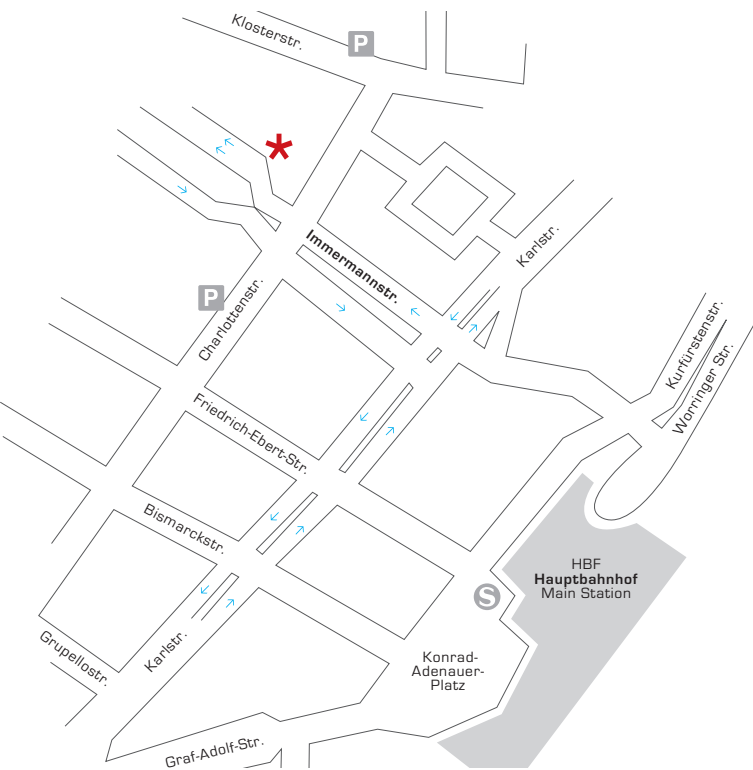 Klosterstr.
P
Immermannstr.
Karlstr.
P
Charlottenstr.
Kurfürstenstr.
Worringer Str.
Friedrich-Ebert-Str.
Bismarckstr.
HBF
Hauptbahnhof
Main Station
S
Grupellostr.
Karlstr.
Konrad-
Adenauer-
Platz
Graf-Adolf-Str.